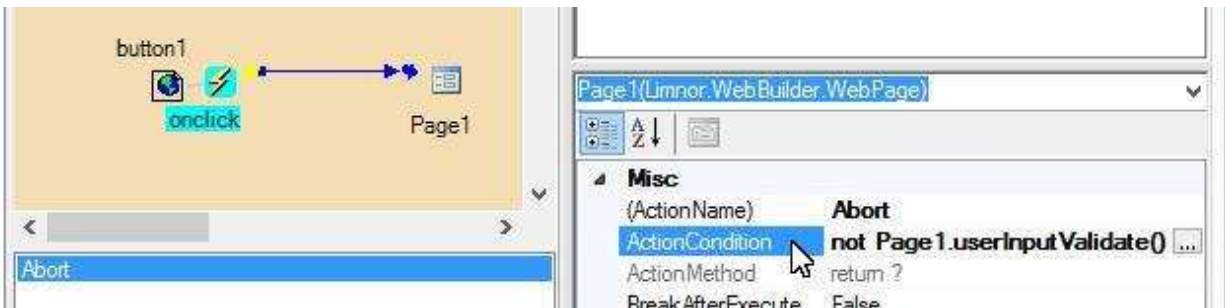 button1
onclick
Page1
Abort
Page1(Limnor.WebBuilder.WebPage)
Misc
(ActionName) Abort
ActionCondition not Page1.userInputValidate() ...
ActionMethod return ?
BreakAfterExecute False